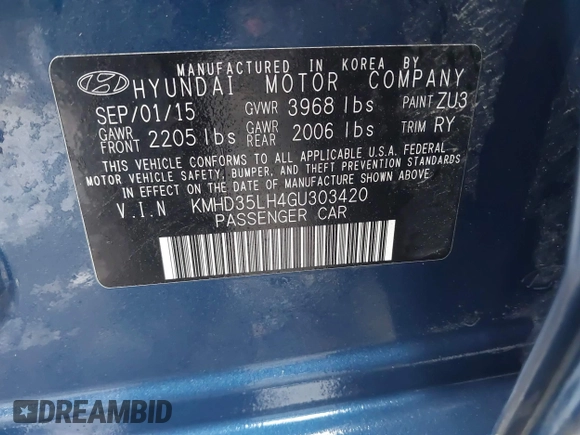 MANUFACTURED IN KOREA BY
HYUNDAI MOTOR COMPANY
SEP/01/15 GVWR 3968 lbs PAINT ZU3
GAWR FRONT 2205 lbs GAWR REAR 2006 lbs TRIM RY
THIS VEHICLE CONFORMS TO ALL APPLICABLE U.S.A. FEDERAL
MOTOR VEHICLE SAFETY, BUMPER, AND THEFT PREVENTION STANDARDS
IN EFFECT ON THE DATE OF MANUFACTURE SHOWN ABOVE.
V.I.N KMHD35LH4GU303420
PASSENGER CAR
DREAMBID